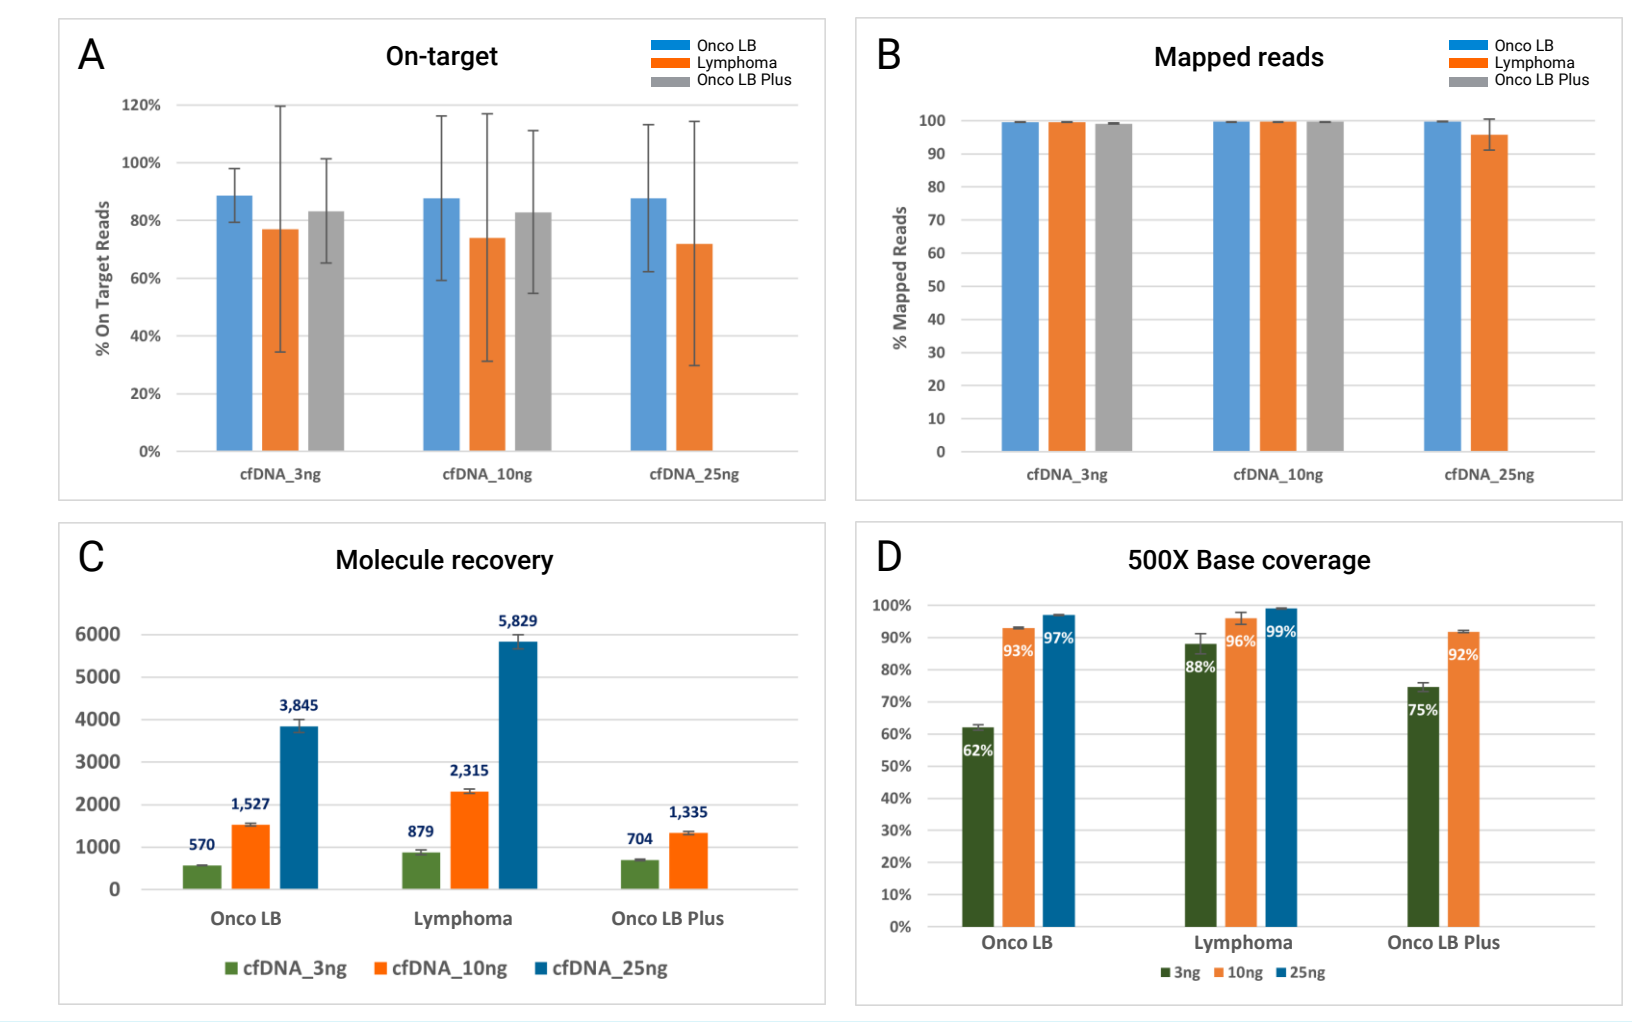 A
On-target
Onco LB
Lymphoma
Onco LB Plus
% On Target Reads
120%
100%
80%
60%
40%
20%
0%
cfDNA_3ng
cfDNA_10ng
cfDNA_25ng
B
Mapped reads
Onco LB
Lymphoma
Onco LB Plus
% Mapped Reads
100
90
80
70
60
50
40
30
20
10
0
cfDNA_3ng
cfDNA_10ng
cfDNA_25ng
C
Molecule recovery
6000
5000
4000
3000
2000
1000
0
570
1,527
3,845
879
2,315
5,829
704
1,335
Onco LB
Lymphoma
Onco LB Plus
cfDNA_3ng
cfDNA_10ng
cfDNA_25ng
D
500X Base coverage
100%
90%
80%
70%
60%
50%
40%
30%
20%
10%
0%
62%
93%
97%
88%
96%
99%
75%
92%
Onco LB
Lymphoma
Onco LB Plus
3ng
10ng
25ng